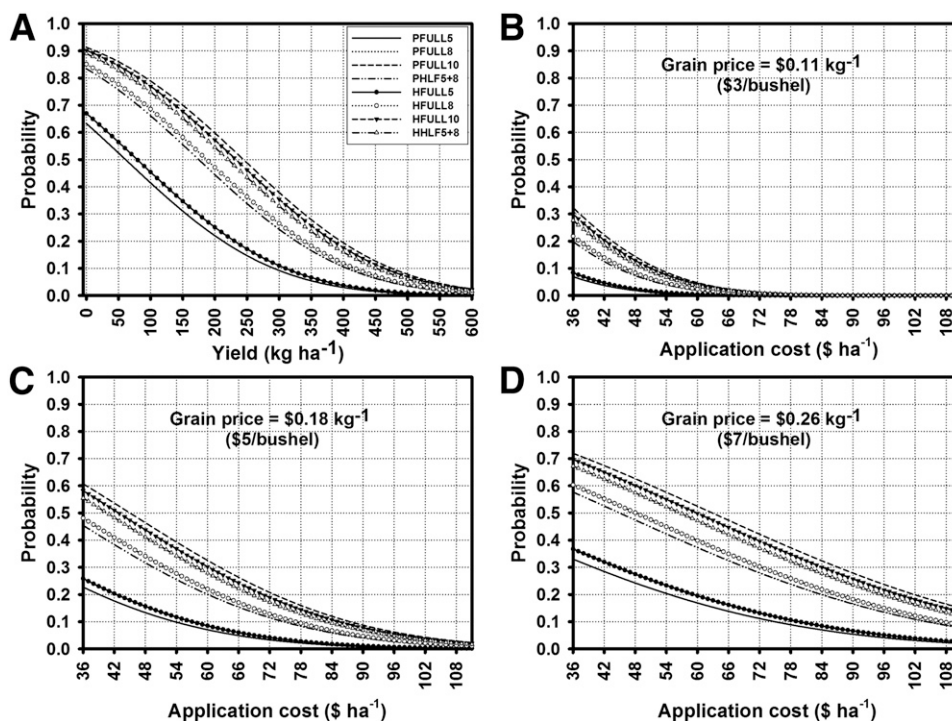 A
Probability
1.0
0.9
0.8
0.7
0.6
0.5
0.4
0.3
0.2
0.1
0.0
PFULL5
PFULL8
PFULL10
PHLF5+8
HFULL5
HFULL8
HFULL10
HHLF5+8
0 50 100 150 200 250 300 350 400 450 500 550 600
Yield (kg ha-1)
B
Probability
1.0
0.9
0.8
0.7
0.6
0.5
0.4
0.3
0.2
0.1
0.0
Grain price = $0.11 kg-1
($3/bushel)
36 42 48 54 60 66 72 78 84 90 96 102 108
Application cost ($ ha-1)
C
Probability
1.0
0.9
0.8
0.7
0.6
0.5
0.4
0.3
0.2
0.1
0.0
Grain price = $0.18 kg-1
($5/bushel)
36 42 48 54 60 66 72 78 84 90 96 102 108
Application cost ($ ha-1)
D
Probability
1.0
0.9
0.8
0.7
0.6
0.5
0.4
0.3
0.2
0.1
0.0
Grain price = $0.26 kg-1
($7/bushel)
36 42 48 54 60 66 72 78 84 90 96 102 108
Application cost ($ ha-1)